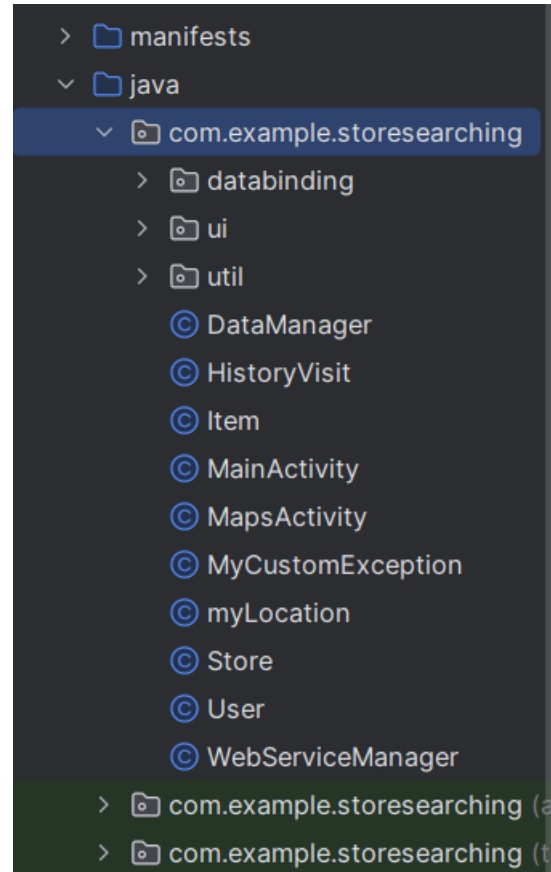 manifests
java
com.example.storesearching
databinding
ui
util
DataManager
HistoryVisit
Item
MainActivity
MapsActivity
MyCustomException
myLocation
Store
User
WebServiceManager
com.example.storesearching (a
com.example.storesearching (t